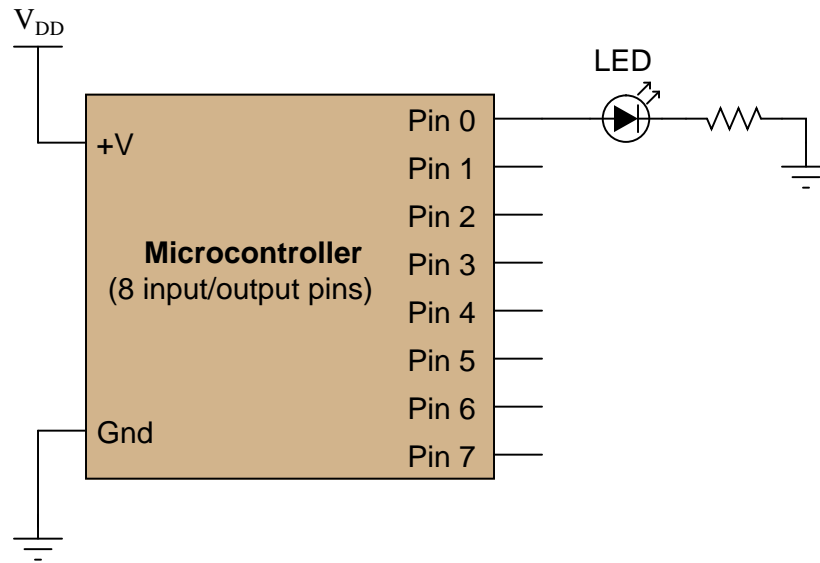 VDD
LED
+V
Pin 0
Pin 1
Pin 2
Microcontroller
(8 input/output pins)
Pin 3
Pin 4
Pin 5
Pin 6
Gnd
Pin 7